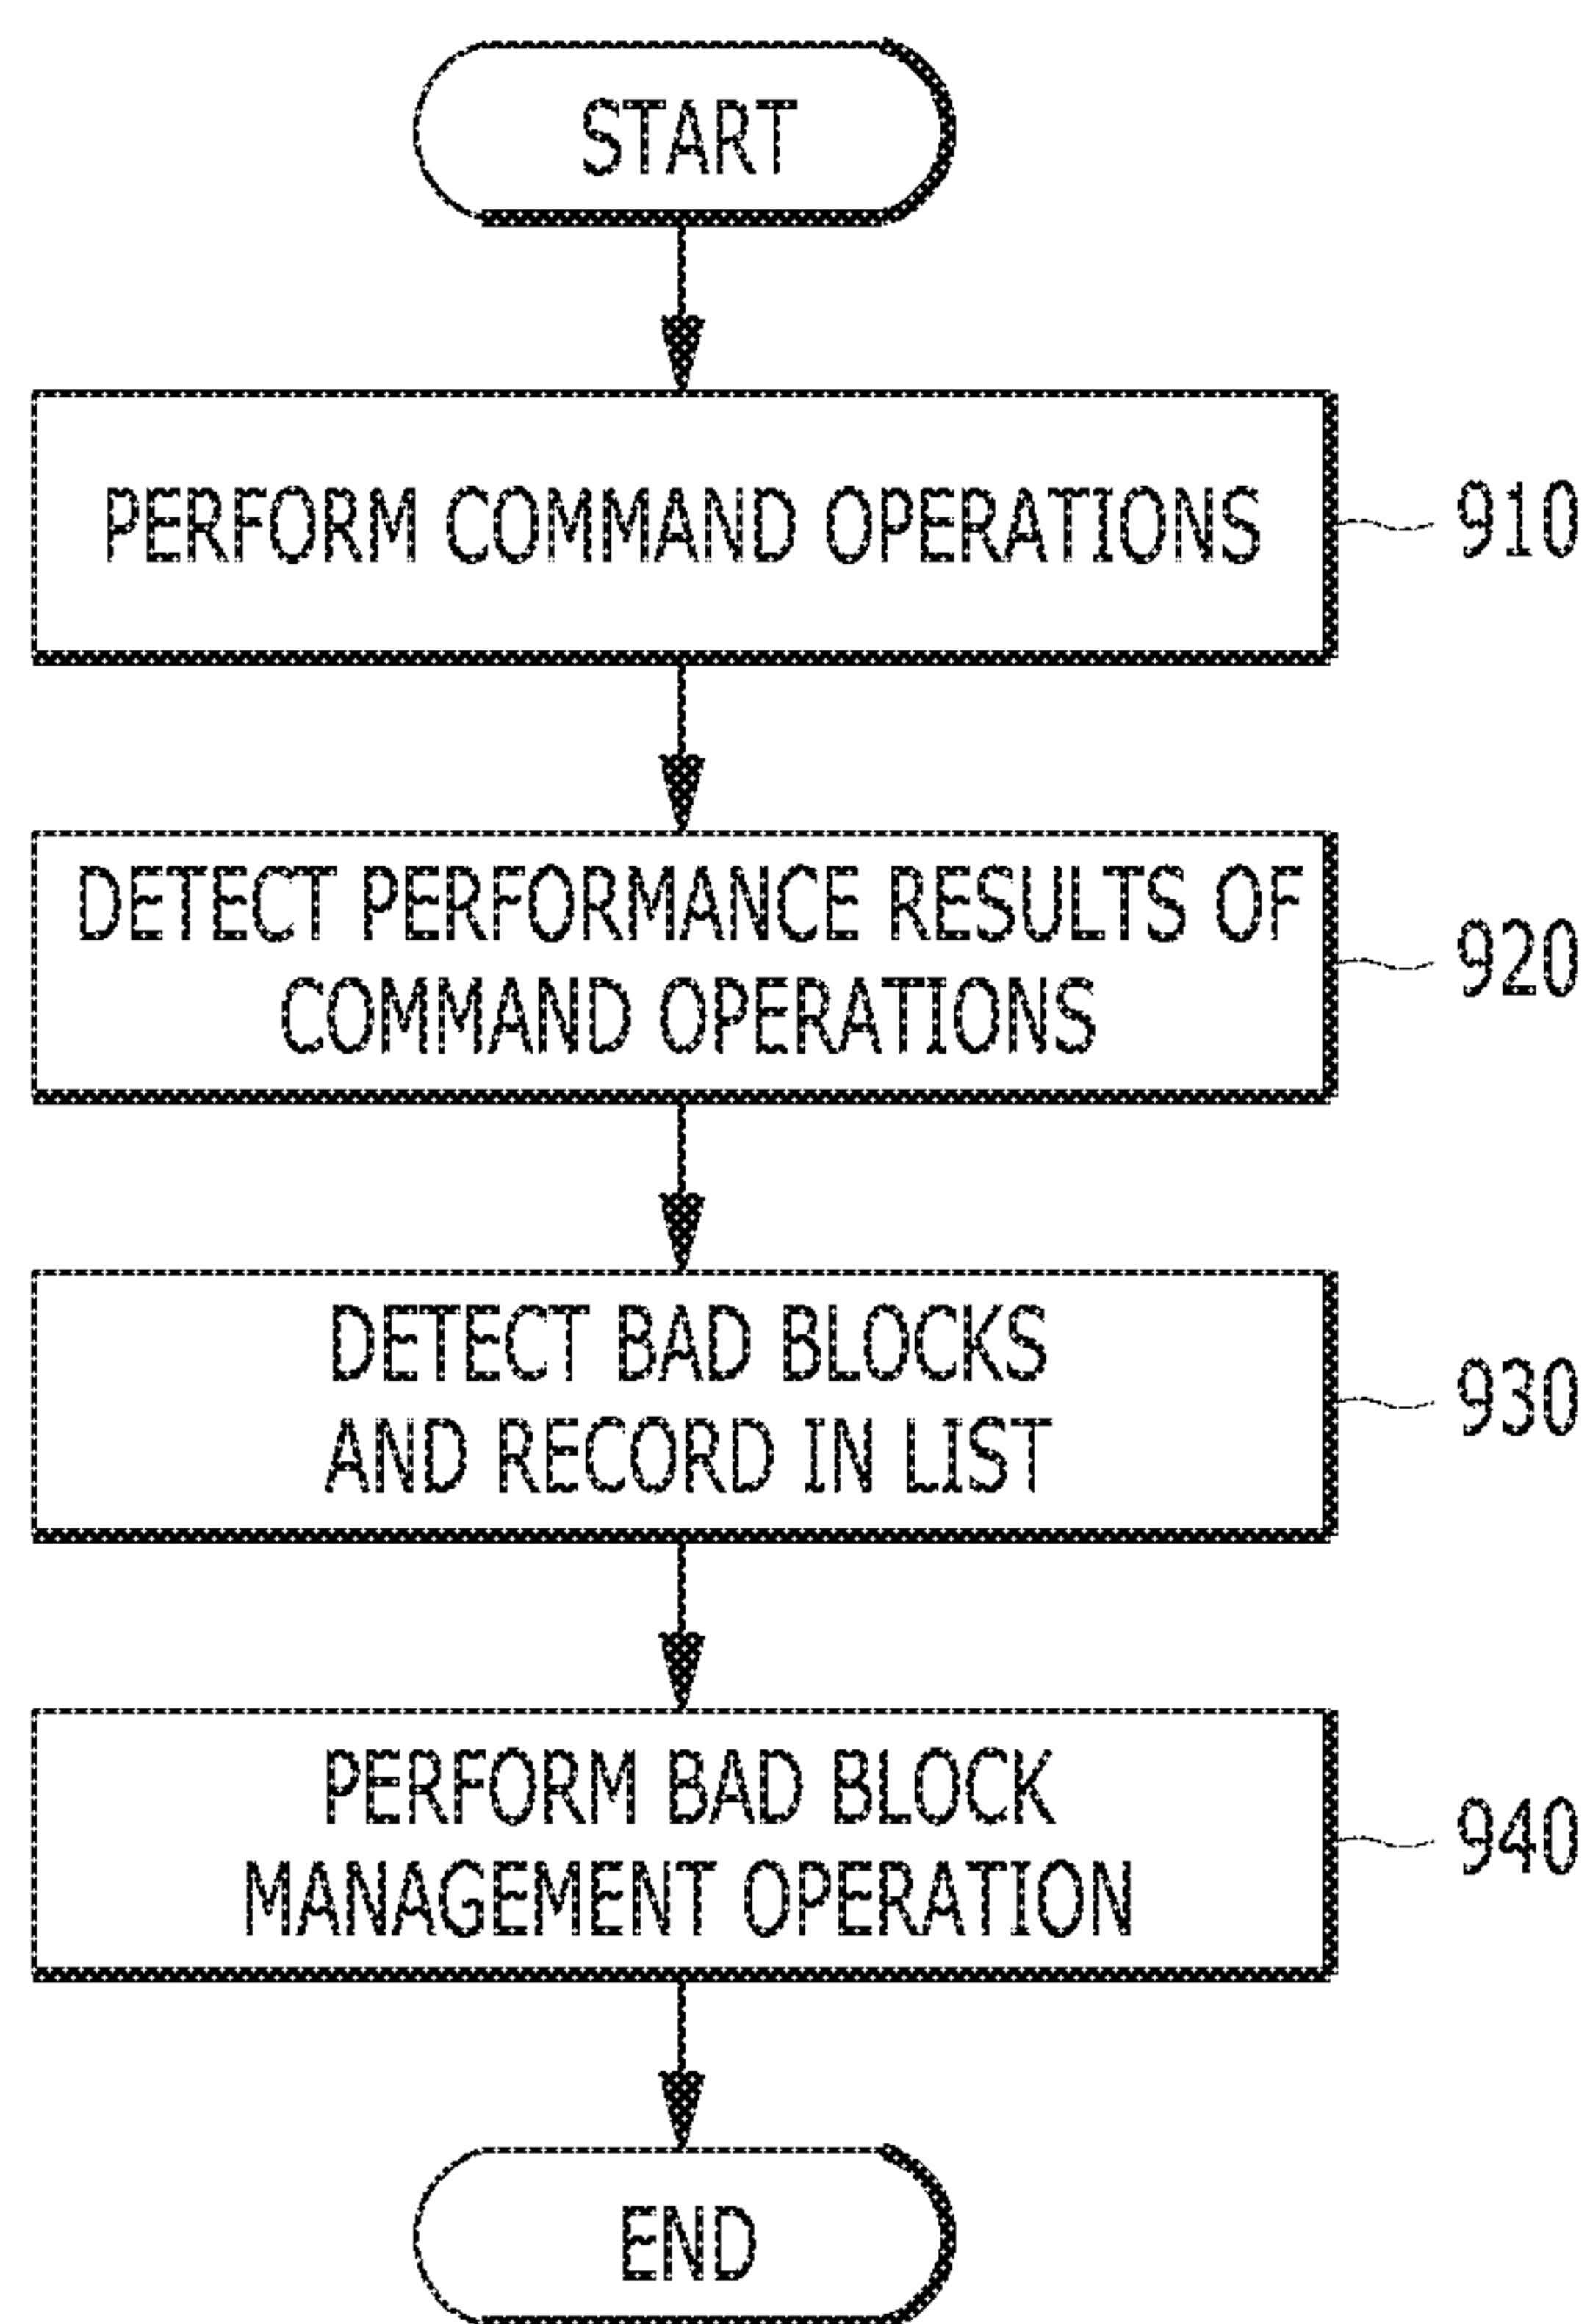 START
PERFORM COMMAND OPERATIONS
910
DETECT PERFORMANCE RESULTS OF
COMMAND OPERATIONS
920
DETECT BAD BLOCKS
AND RECORD IN LIST
930
PERFORM BAD BLOCK
MANAGEMENT OPERATION
940
END